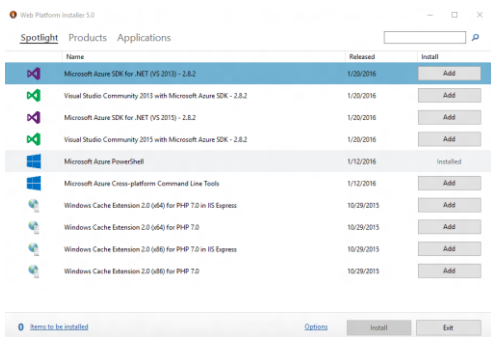 Web Platform Installer 5.0
Spotlight Products Applications
Name Released Install
Microsoft Azure SDK for .NET (VS 2013) - 2.8.2 1/20/2016 Add
Visual Studio Community 2013 with Microsoft Azure SDK - 2.8.2 1/20/2016 Add
Microsoft Azure SDK for .NET (VS 2015) - 2.8.2 1/20/2016 Add
Visual Studio Community 2015 with Microsoft Azure SDK - 2.8.2 1/20/2016 Add
Microsoft Azure PowerShell 1/12/2016 Installed
Microsoft Azure Cross-platform Command Line Tools 1/12/2016 Add
Windows Cache Extension 2.0 (x64) for PHP 7.0 in IIS Express 10/29/2015 Add
Windows Cache Extension 2.0 (x64) for PHP 7.0 10/29/2015 Add
Windows Cache Extension 2.0 (x86) for PHP 7.0 in IIS Express 10/29/2015 Add
Windows Cache Extension 2.0 (x86) for PHP 7.0 10/29/2015 Add
0 Items to be installed Options Install Exit